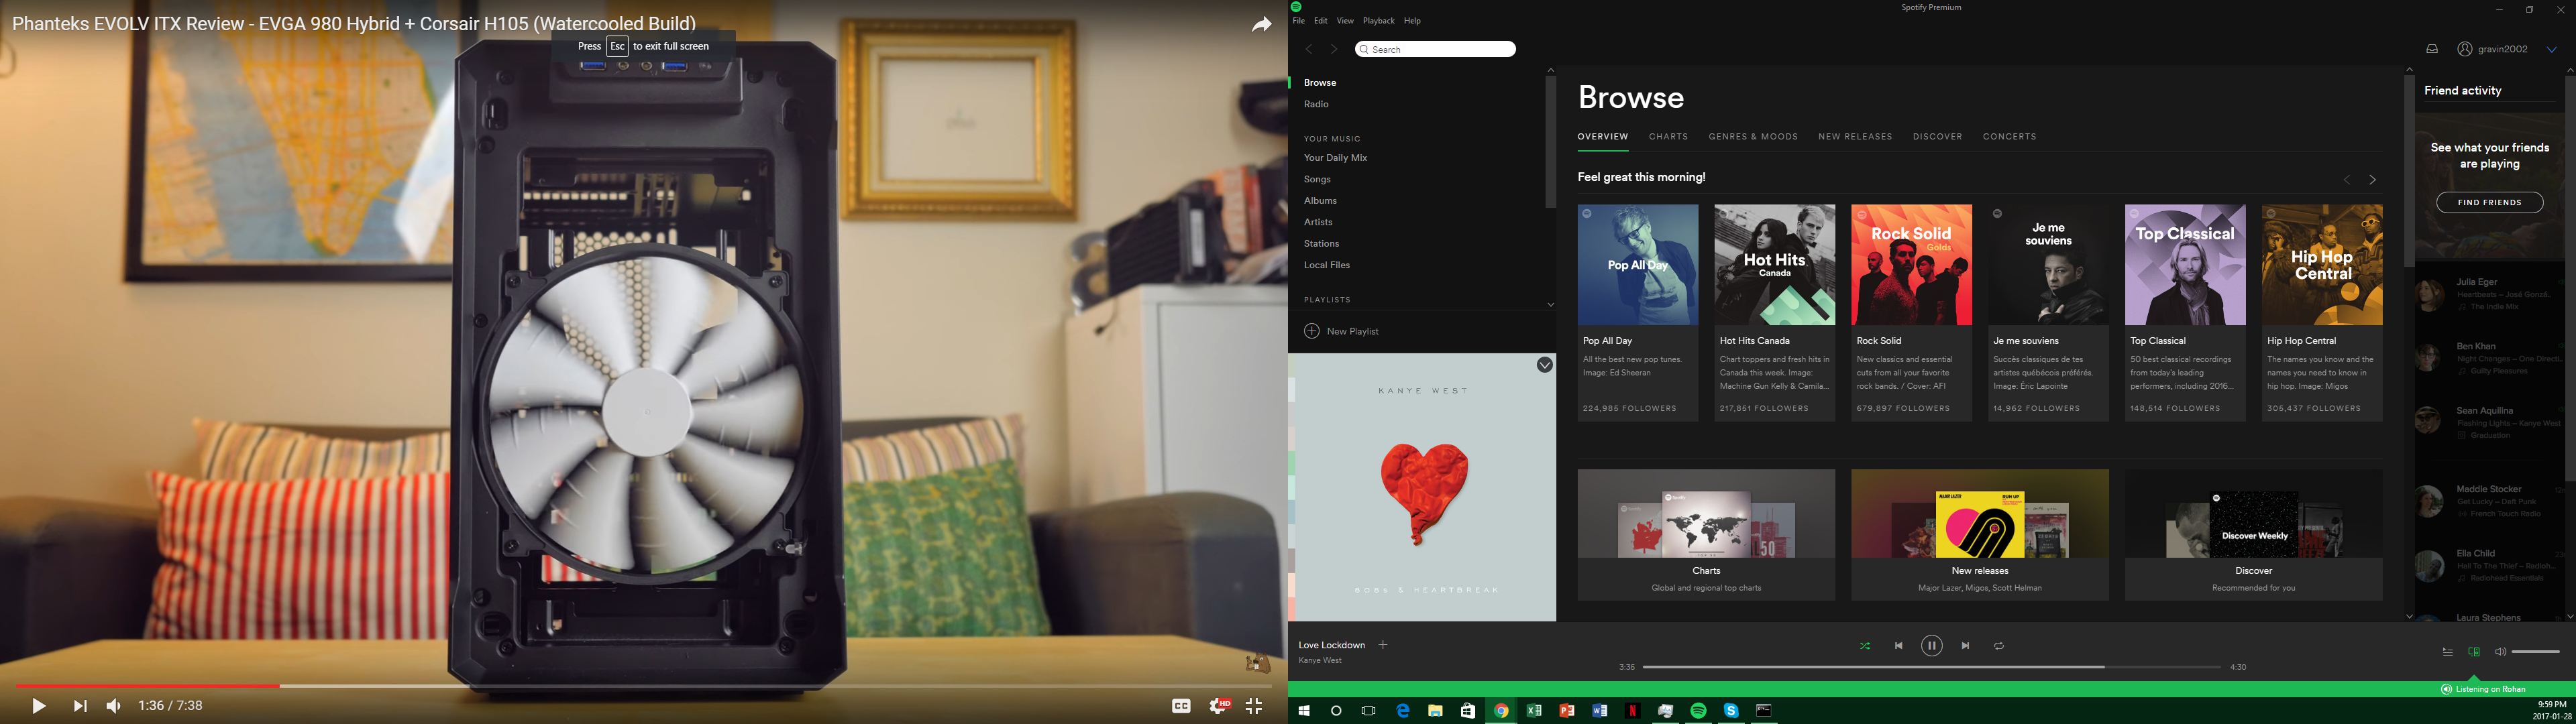 Phanteks EVOLV ITX Review - EVGA 980 Hybrid + Corsair H105 (Watercooled Build)
Press Esc to exit full screen
1:36 / 7:38
CC
HD
Spotify Premium
File Edit View Playback Help
Search
gravin2002
Browse
Radio
YOUR MUSIC
Your Daily Mix
Songs
Albums
Artists
Stations
Local Files
PLAYLISTS
New Playlist
KANYE WEST
808s & HEARTBREAK
Browse
OVERVIEW CHARTS GENRES & MOODS NEW RELEASES DISCOVER CONCERTS
Feel great this morning!
Pop All Day
Pop All Day
All the best new pop tunes.
Image: Ed Sheeran
224,985 FOLLOWERS
Hot Hits
Canada
Hot Hits Canada
Chart toppers and fresh hits in
Canada this week. Image:
Machine Gun Kelly & Camila...
217,851 FOLLOWERS
Rock Solid
Golds
Rock Solid
New classics and essential
cuts from all your favorite
rock bands. / Cover: AFI
679,897 FOLLOWERS
Je me
souviens
Je me souviens
Succès classiques de tes
artistes québécois préférés.
Image: Éric Lapointe
14,962 FOLLOWERS
Top Classical
Top Classical
50 best classical recordings
from today's leading
performers, including 2016...
148,514 FOLLOWERS
Hip Hop
Central
Hip Hop Central
The names you know and the
names you need to know in
hip hop. Image: Migos
305,437 FOLLOWERS
Spotify
50
Charts
Global and regional top charts
MAJOR LAZER
RUN UP
New releases
Major Lazer, Migos, Scott Helman
Discover Weekly
Discover
Recommended for you
Friend activity
See what your friends
are playing
FIND FRIENDS
Julia Eger
Heartbeats – José Gonzá...
The Indie Mix
Ben Khan
Night Changes – One Directi...
Guilty Pleasures
Sean Aquilina
Flashing Lights – Kanye West
Graduation
Maddie Stocker
Get Lucky – Daft Punk
French Touch Radio
Ella Child
Hail To The Thief – Radioh...
Radiohead Essentials
Laura Stephens
Love Lockdown
Kanye West
3:35
4:30
Listening on Rohan
9:59 PM
2017-01-28